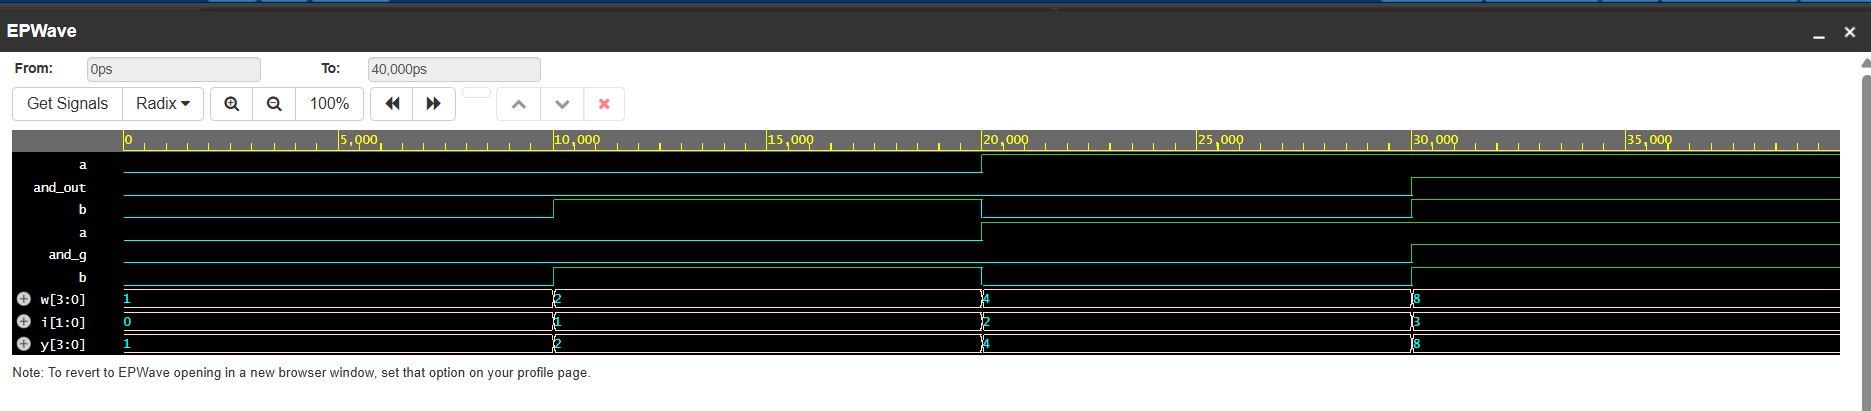 EPWave
From: 0ps To: 40,000ps
Get Signals Radix 100%
0 5,000 10,000 15,000 20,000 25,000 30,000 35,000
a
and_out
b
a
and_g
b
w[3:0] 1 2 4 8
i[1:0] 0 1 2 3
y[3:0] 1 2 4 8
Note: To revert to EPWave opening in a new browser window, set that option on your profile page.